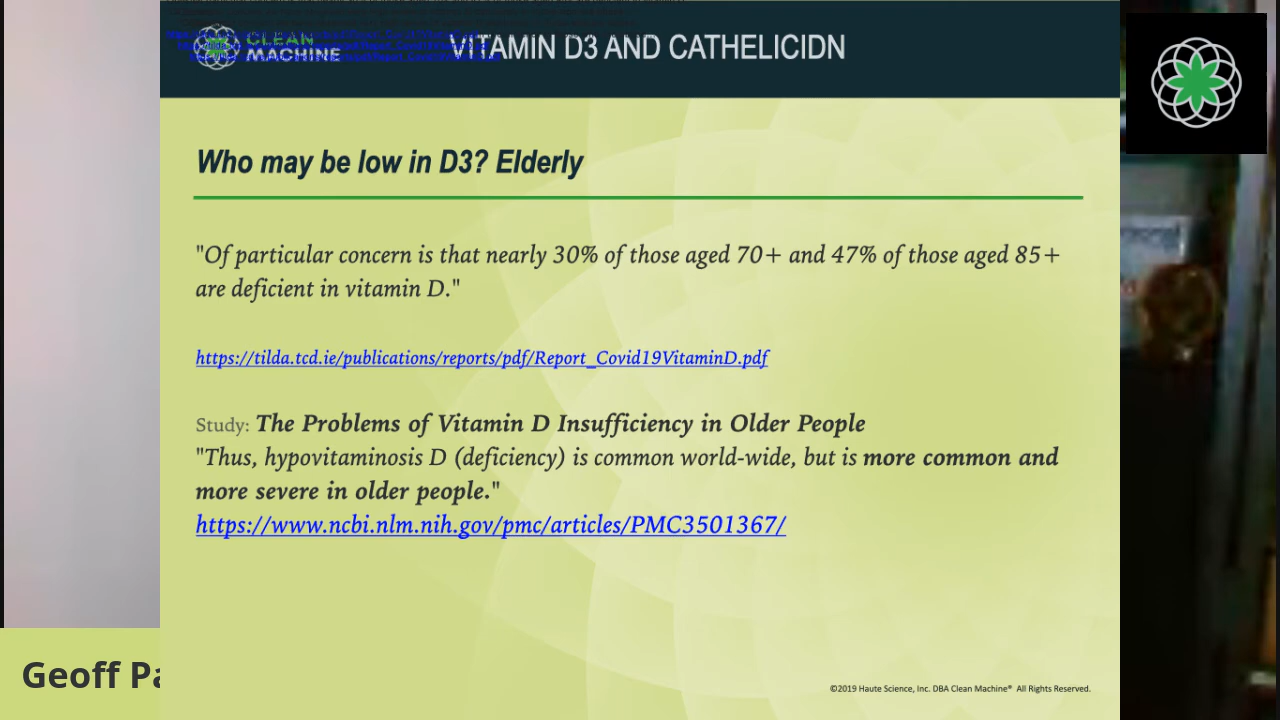 CLEAN
MACHINE
VITAMIN D3 AND CATHELICIDN
Who may be low in D3? Elderly
"Of particular concern is that nearly 30% of those aged 70+ and 47% of those aged 85+
are deficient in vitamin D."
https://tilda.tcd.ie/publications/reports/pdf/Report_Covid19VitaminD.pdf
Study: The Problems of Vitamin D Insufficiency in Older People
"Thus, hypovitaminosis D (deficiency) is common world-wide, but is more common and
more severe in older people."
https://www.ncbi.nlm.nih.gov/pmc/articles/PMC3501367/
Geoff Pa
©2019 Haute Science, Inc. DBA Clean Machine® All Rights Reserved.